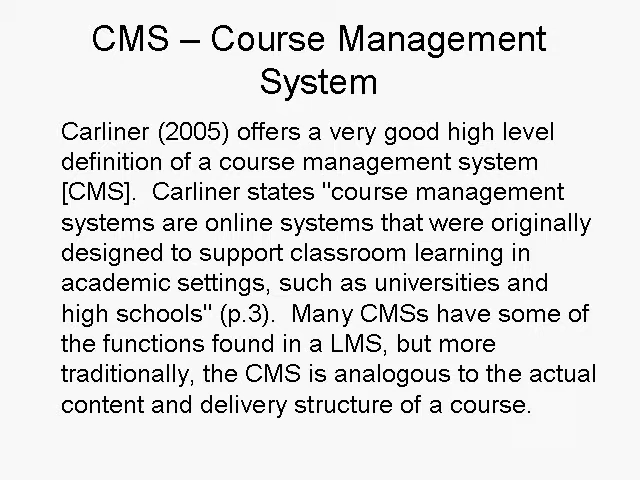 CMS – Course Management
System
Carliner (2005) offers a very good high level
definition of a course management system
[CMS].  Carliner states "course management
systems are online systems that were originally
designed to support classroom learning in
academic settings, such as universities and
high schools" (p.3).  Many CMSs have some of
the functions found in a LMS, but more
traditionally, the CMS is analogous to the actual
content and delivery structure of a course.